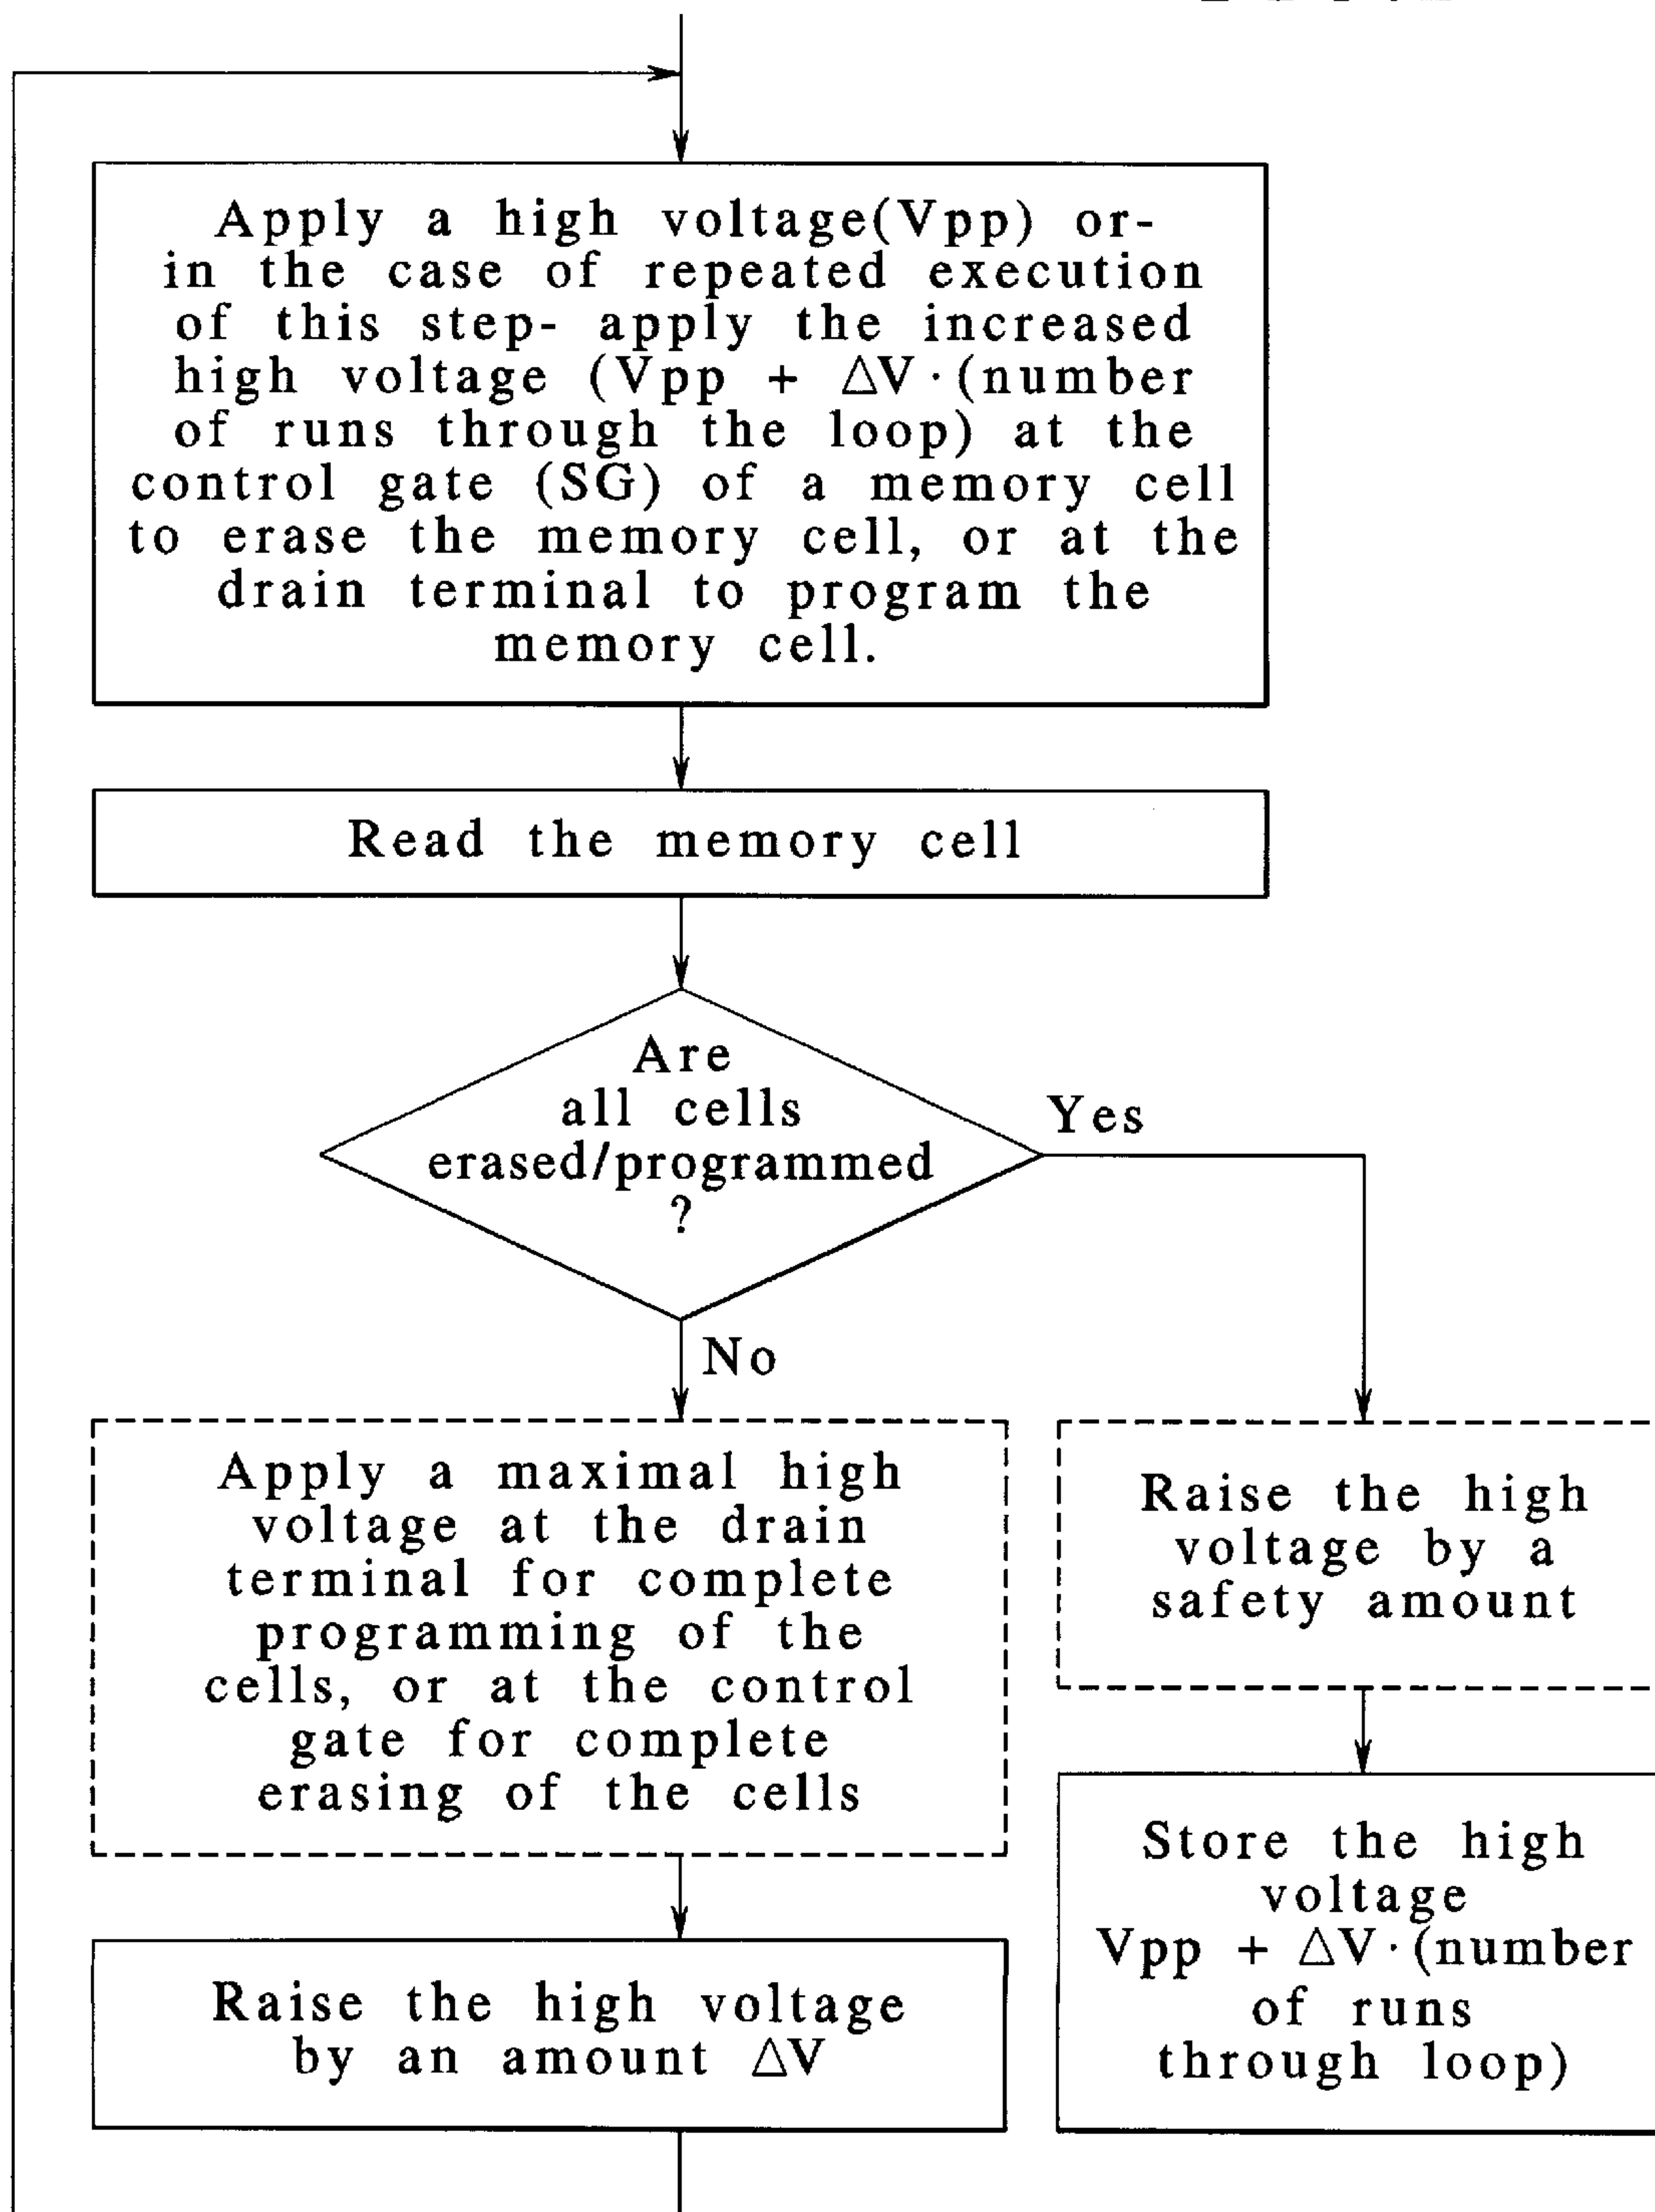 Apply a high voltage(Vpp) or-
in the case of repeated execution
of this step- apply the increased
high voltage (Vpp + △V·(number
of runs through the loop) at the
control gate (SG) of a memory cell
to erase the memory cell, or at the
drain terminal to program the
memory cell.
Read the memory cell
Are
all cells
erased/programmed
?
Yes
No
Apply a maximal high
voltage at the drain
terminal for complete
programming of the
cells, or at the control
gate for complete
erasing of the cells
Raise the high
voltage by a
safety amount
Raise the high voltage
by an amount △V
Store the high
voltage
Vpp + △V·(number
of runs
through loop)